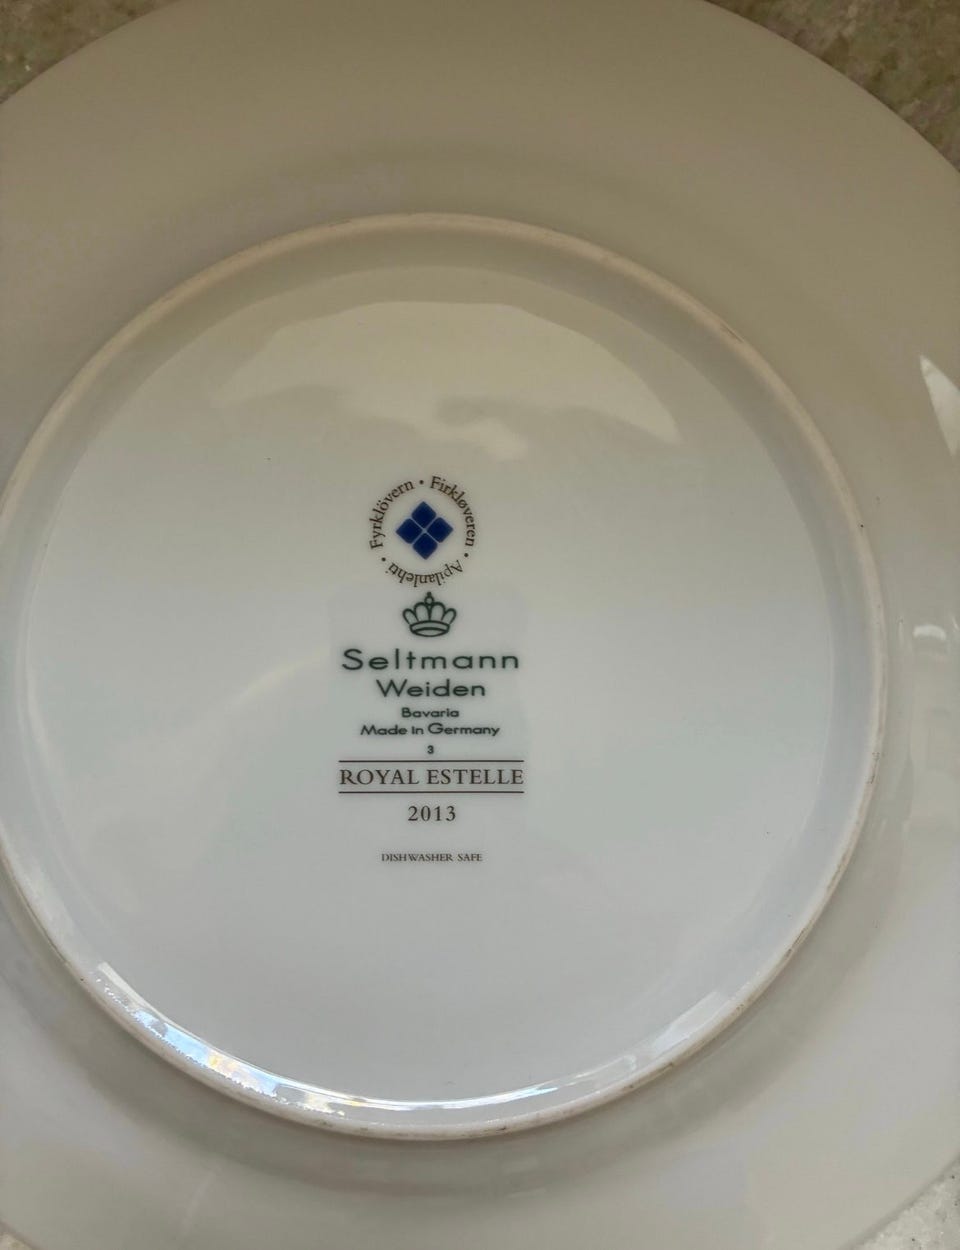 Fyrklövern • Firkløveren • Apilanlehti •
Seltmann
Weiden
Bavaria
Made in Germany
3
ROYAL ESTELLE
2013
DISHWASHER SAFE